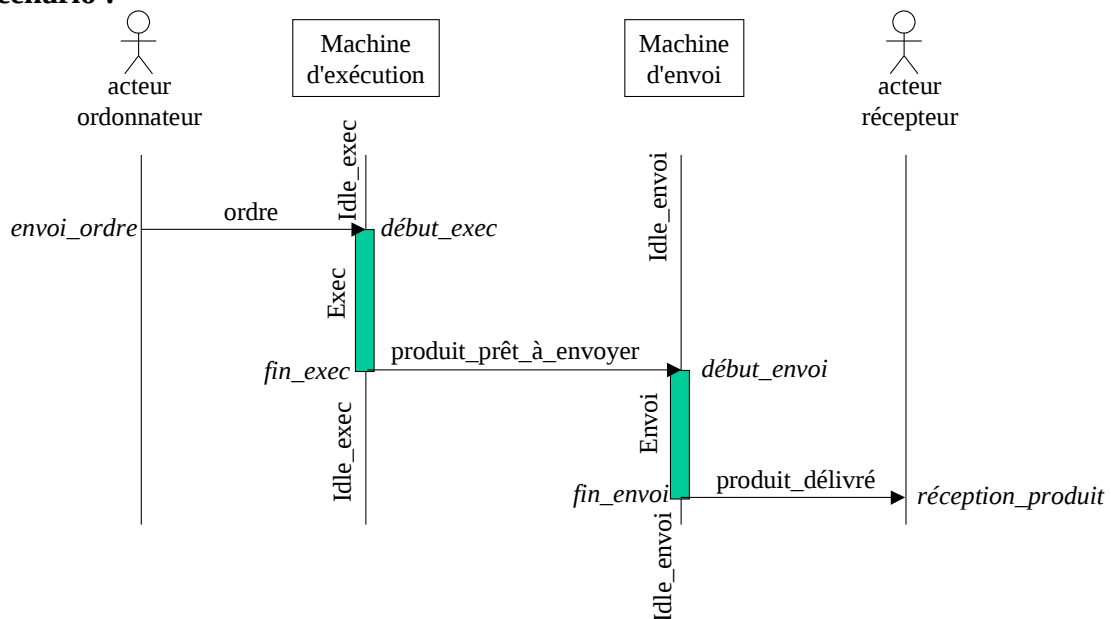 acteur
ordonnateur
Machine
d'exécution
Machine
d'envoi
acteur
récepteur
Idle_exec
Idle_envoi
envoi_ordre
ordre
début_exec
Exec
fin_exec
produit_prêt_à_envoyer
début_envoi
Idle_exec
Envoi
fin_envoi
produit_délivré
réception_produit
Idle_envoi